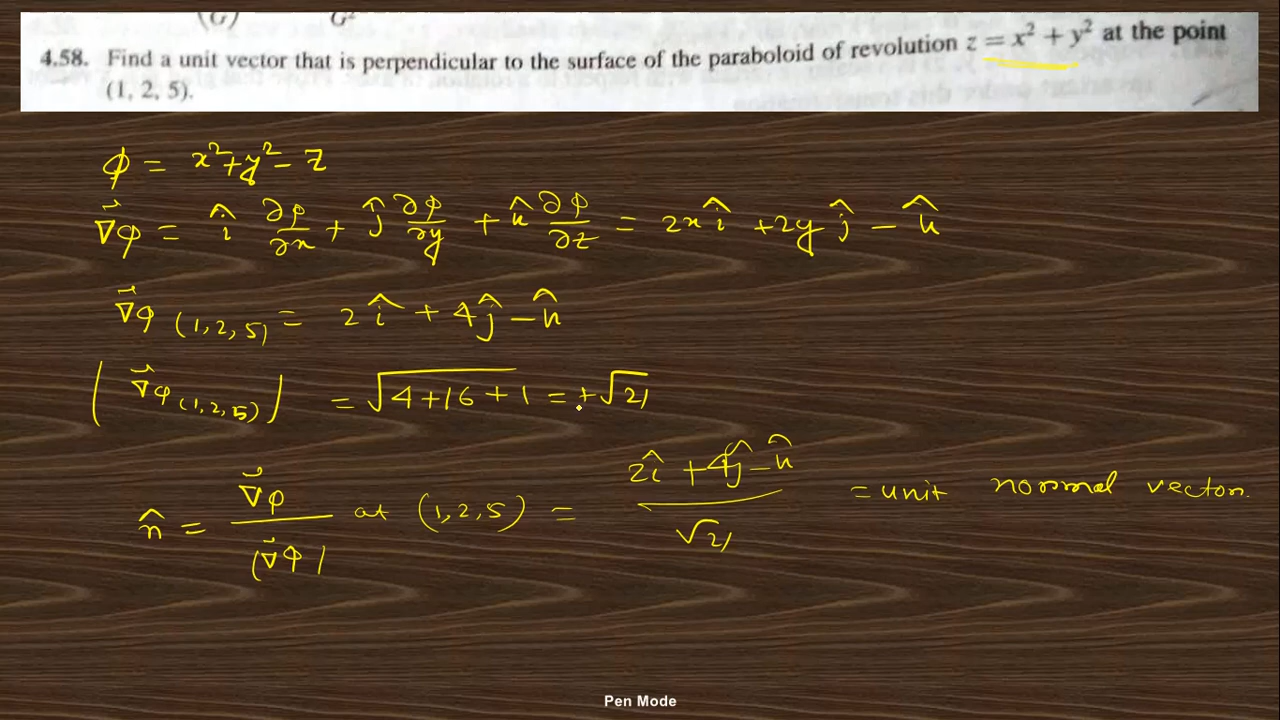 4.58. Find a unit vector that is perpendicular to the surface of the paraboloid of revolution z = x² + y² at the point
(1, 2, 5).
φ = x² + y² - z
∇⃗φ = î ∂φ/∂x + ĵ ∂φ/∂y + k̂ ∂φ/∂z = 2x î + 2y ĵ - k̂
∇⃗φ (1,2,5) = 2 î + 4 ĵ - k̂
| ∇⃗φ (1,2,5) | = √4+16+1 = +√21
n̂ = ∇⃗φ / |∇⃗φ| at (1,2,5) = 2î + 4ĵ - k̂ / √21 = unit normal vector.
Pen Mode